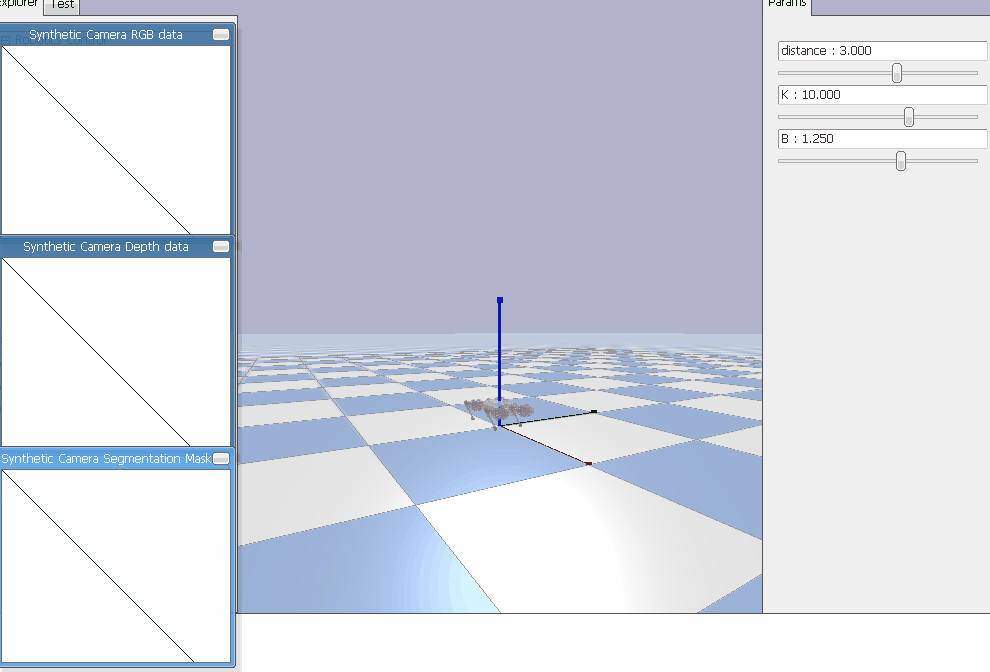 Explorer
Test
Params
Synthetic Camera RGB data
distance : 3.000
K : 10.000
B : 1.250
Synthetic Camera Depth data
Synthetic Camera Segmentation Mask